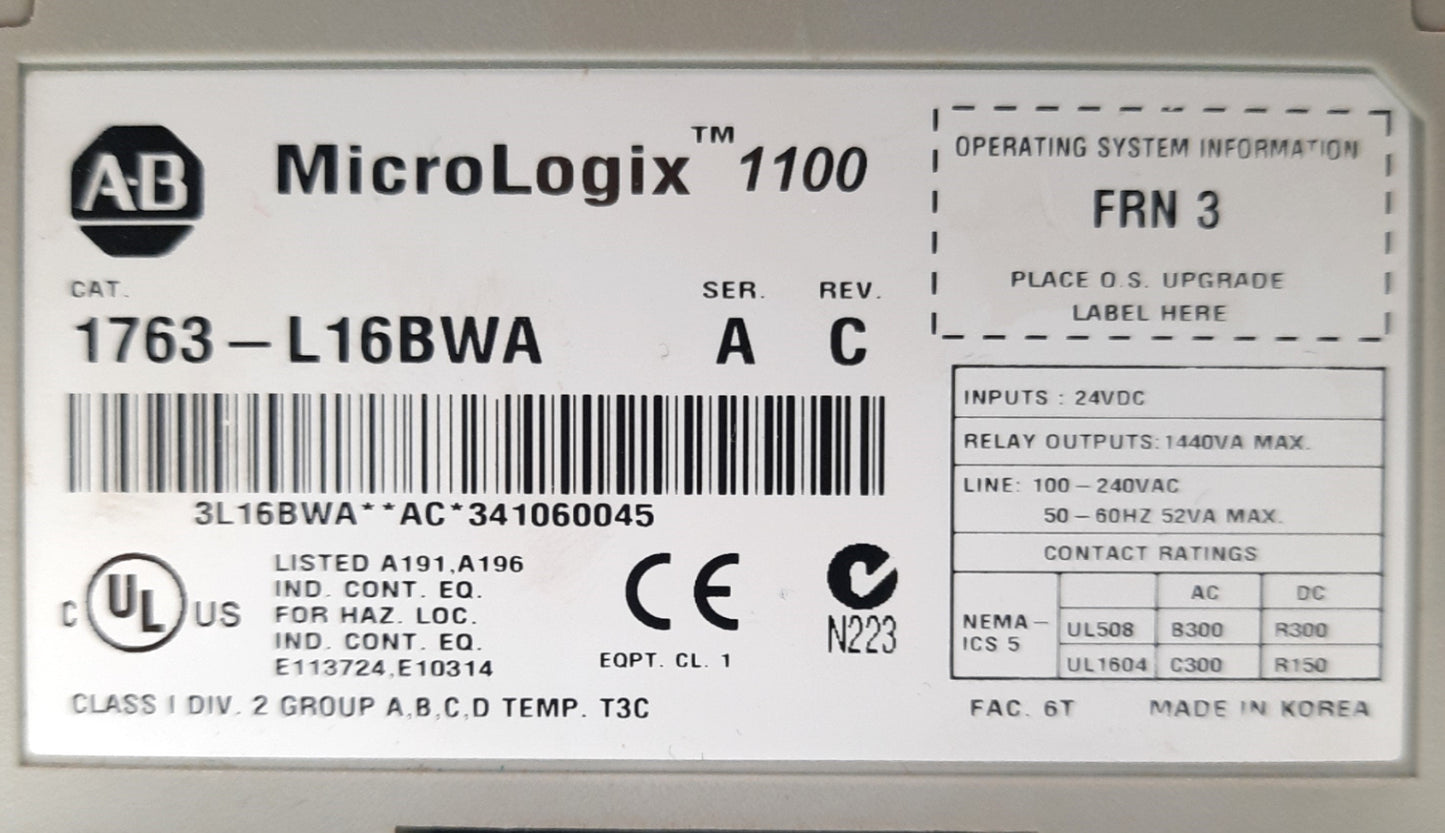 A-B
MicroLogix™ 1100
CAT.
SER. REV.
1763-L16BWA A C
3L16BWA**AC*341060045
C UL US
LISTED A191,A196
IND. CONT. EQ.
FOR HAZ. LOC.
IND. CONT. EQ.
E113724,E10314
CE
EQPT. CL. 1
N223
CLASS I DIV. 2 GROUP A,B,C,D TEMP. T3C
OPERATING SYSTEM INFORMATION
FRN 3
PLACE O.S. UPGRADE
LABEL HERE
INPUTS : 24VDC
RELAY OUTPUTS: 1440VA MAX.
LINE: 100-240VAC
50-60HZ 52VA MAX.
CONTACT RATINGS
AC DC
NEMA-
ICS 5
UL508 B300 R300
UL1604 C300 R150
FAC. 6T MADE IN KOREA